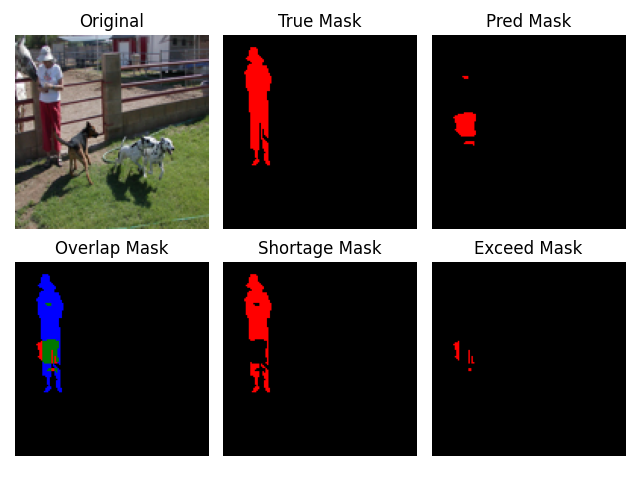 Original
True Mask
Pred Mask
Overlap Mask
Shortage Mask
Exceed Mask